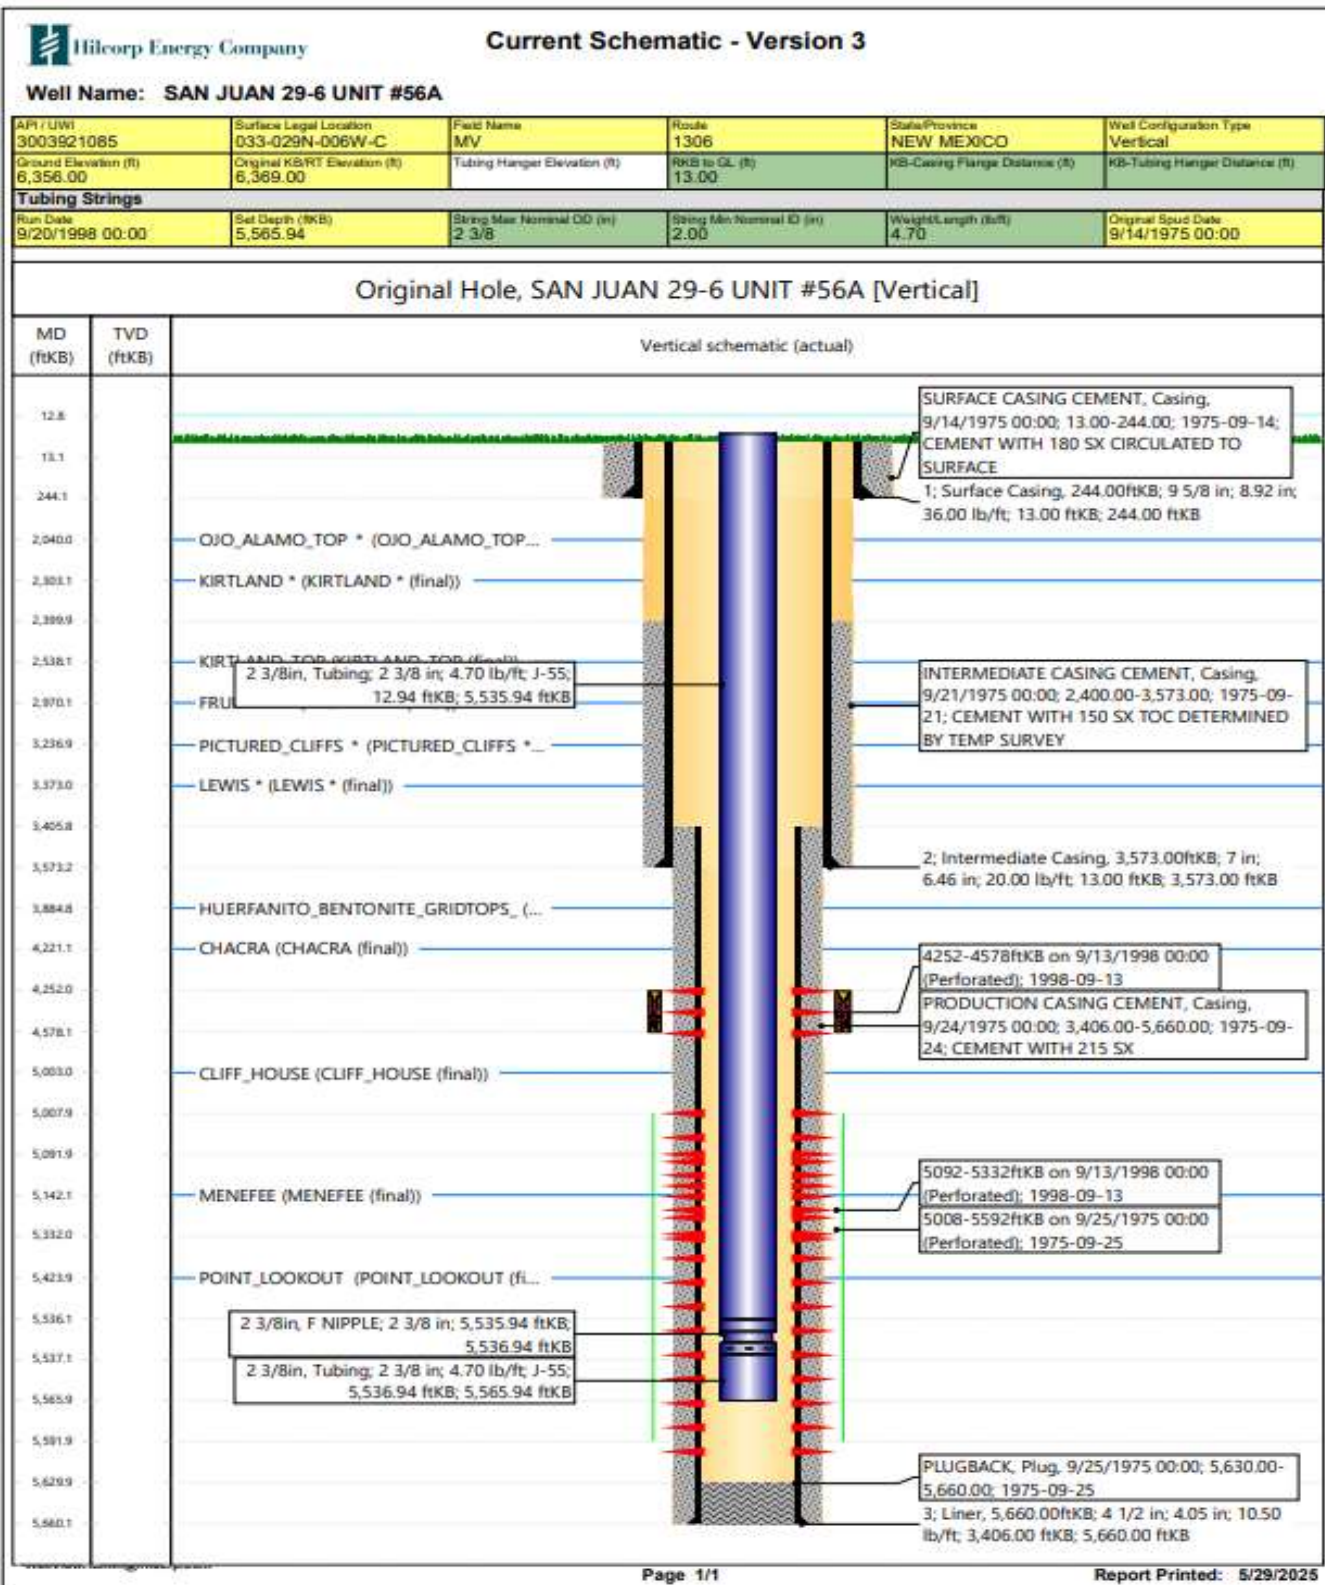 Hilcorp Energy Company
Current Schematic - Version 3
Well Name: SAN JUAN 29-6 UNIT #56A
API / UWI
3003921085
Surface Legal Location
033-029N-006W-C
Field Name
MV
Route
1306
State/Province
NEW MEXICO
Well Configuration Type
Vertical
Ground Elevation (ft)
6,356.00
Original KB/RT Elevation (ft)
6,369.00
Tubing Hanger Elevation (ft)
RKB to GL (ft)
13.00
KB-Casing Flange Distance (ft)
KB-Tubing Hanger Distance (ft)
Tubing Strings
Run Date
9/20/1998 00:00
Set Depth (ftKB)
5,565.94
String Max Nominal OD (in)
2 3/8
String Min Nominal ID (in)
2.00
Weight/Length (lb/ft)
4.70
Original Spud Date
9/14/1975 00:00
Original Hole, SAN JUAN 29-6 UNIT #56A [Vertical]
MD
(ftKB)
TVD
(ftKB)
Vertical schematic (actual)
12.8
SURFACE CASING CEMENT, Casing,
9/14/1975 00:00; 13.00-244.00; 1975-09-14;
CEMENT WITH 180 SX CIRCULATED TO
SURFACE
13.1
244.1
1; Surface Casing, 244.00ftKB; 9 5/8 in; 8.92 in;
36.00 lb/ft; 13.00 ftKB; 244.00 ftKB
2,040.0
OJO_ALAMO_TOP * (OJO_ALAMO_TOP...
2,303.1
KIRTLAND * (KIRTLAND * (final))
2,399.9
2,538.1
KIRTLAND_TOP (KIRTLAND_TOP (final))
2 3/8in, Tubing; 2 3/8 in; 4.70 lb/ft; J-55;
12.94 ftKB; 5,535.94 ftKB
INTERMEDIATE CASING CEMENT, Casing,
9/21/1975 00:00; 2,400.00-3,573.00; 1975-09-
21; CEMENT WITH 150 SX TOC DETERMINED
BY TEMP SURVEY
2,970.1
3,236.9
PICTURED_CLIFFS * (PICTURED_CLIFFS *...
3,373.0
LEWIS * (LEWIS * (final))
3,405.8
3,573.2
2; Intermediate Casing, 3,573.00ftKB; 7 in;
6.46 in; 20.00 lb/ft; 13.00 ftKB; 3,573.00 ftKB
3,884.8
HUERFANITO_BENTONITE_GRIDTOPS_ (...
4,221.1
CHACRA (CHACRA (final))
4252-4578ftKB on 9/13/1998 00:00
(Perforated); 1998-09-13
4,252.0
PRODUCTION CASING CEMENT, Casing,
9/24/1975 00:00; 3,406.00-5,660.00; 1975-09-
24; CEMENT WITH 215 SX
4,578.1
5,003.0
CLIFF_HOUSE (CLIFF_HOUSE (final))
5,007.9
5,091.9
5092-5332ftKB on 9/13/1998 00:00
(Perforated); 1998-09-13
5,142.1
MENEFEE (MENEFEE (final))
5008-5592ftKB on 9/25/1975 00:00
(Perforated); 1975-09-25
5,332.0
5,423.9
POINT_LOOKOUT (POINT_LOOKOUT (fi...
5,536.1
2 3/8in, F NIPPLE; 2 3/8 in; 5,535.94 ftKB;
5,536.94 ftKB
5,537.1
2 3/8in, Tubing; 2 3/8 in; 4.70 lb/ft; J-55;
5,536.94 ftKB; 5,565.94 ftKB
5,565.9
5,591.9
5,629.9
PLUGBACK, Plug, 9/25/1975 00:00; 5,630.00-
5,660.00; 1975-09-25
5,660.1
3; Liner, 5,660.00ftKB; 4 1/2 in; 4.05 in; 10.50
lb/ft; 3,406.00 ftKB; 5,660.00 ftKB
Page 1/1
Report Printed: 5/29/2025